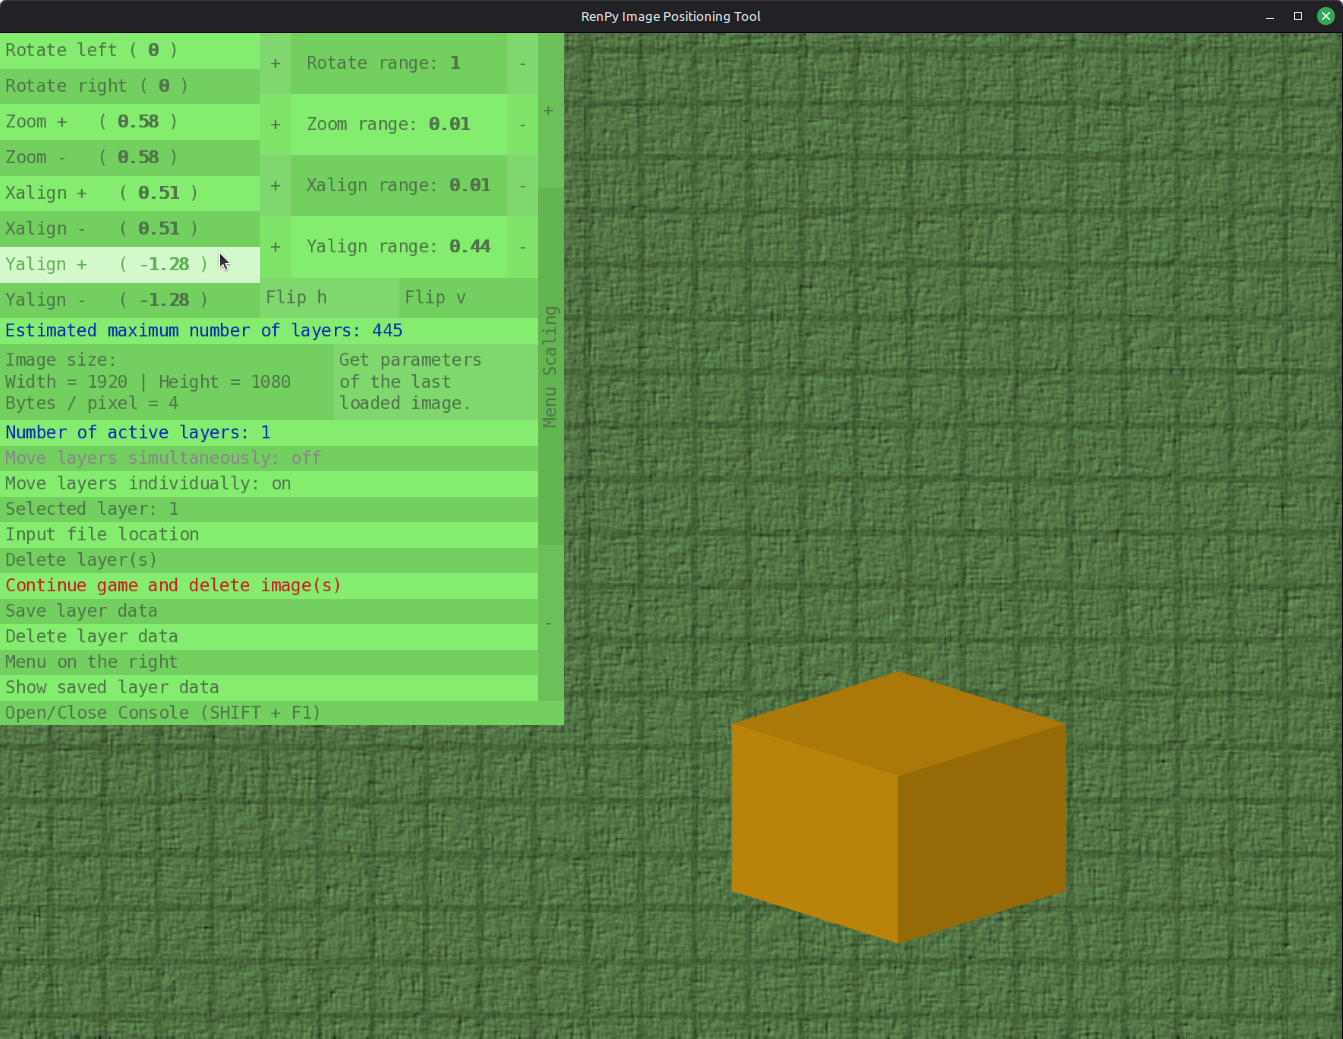 RenPy Image Positioning Tool
Rotate left ( 0 )
Rotate right ( 0 )
Zoom + ( 0.58 )
Zoom - ( 0.58 )
Xalign + ( 0.51 )
Xalign - ( 0.51 )
Yalign + ( -1.28 )
Yalign - ( -1.28 )
+ Rotate range: 1 -
+ Zoom range: 0.01 -
+ Xalign range: 0.01 -
+ Yalign range: 0.44 -
Flip h Flip v
+
Menu Scaling
-
Estimated maximum number of layers: 445
Image size:
Width = 1920 | Height = 1080
Bytes / pixel = 4
Get parameters
of the last
loaded image.
Number of active layers: 1
Move layers simultaneously: off
Move layers individually: on
Selected layer: 1
Input file location
Delete layer(s)
Continue game and delete image(s)
Save layer data
Delete layer data
Menu on the right
Show saved layer data
Open/Close Console (SHIFT + F1)